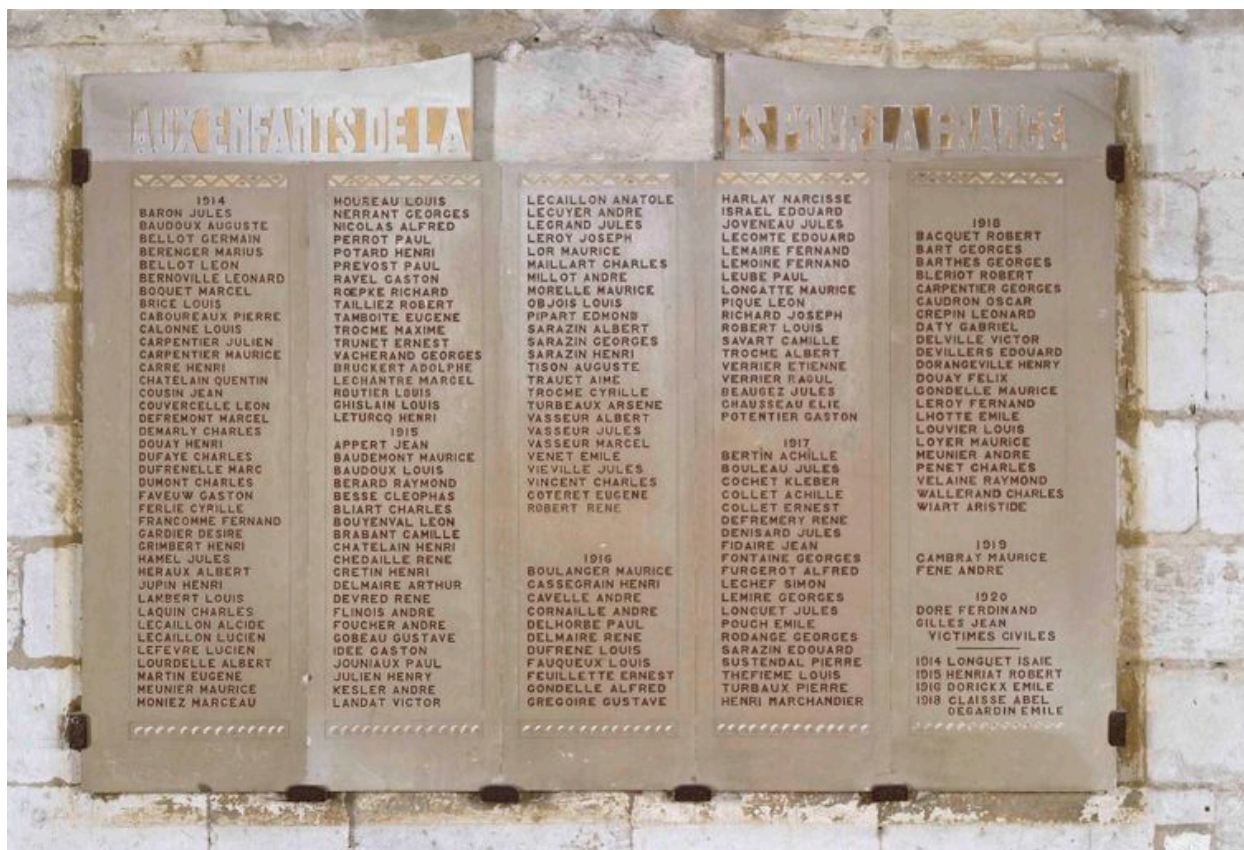 AUX ENFANTS DE LA
TS POUR LA FRANCE
1914
BARON JULES
BAUDOUX AUGUSTE
BELLOT GERMAIN
BERENGER MARIUS
BELLOT LEON
BERNOVILLE LEONARD
BOQUET MARCEL
BRICE LOUIS
CABOUREAUX PIERRE
CALONNE LOUIS
CARPENTIER JULIEN
CARPENTIER MAURICE
CARRE HENRI
CHATELAIN QUENTIN
COUSIN JEAN
COUVERCELLE LEON
DEFREMONT MARCEL
DEMARLY CHARLES
DOUAY HENRI
DUFAYE CHARLES
DUFRENELLE MARC
DUMONT CHARLES
FAVEUW GASTON
FERLIE CYRILLE
FRANCOMME FERNAND
GARDIER DESIRE
GRIMBERT HENRI
HAMEL JULES
HERAUX ALBERT
JUPIN HENRI
LAMBERT LOUIS
LAQUIN CHARLES
LECAILLON ALCIDE
LECAILLON LUCIEN
LEFEVRE LUCIEN
LOURDELLE ALBERT
MARTIN EUGENE
MEUNIER MAURICE
MONIEZ MARCEAU
MOUREAU LOUIS
NERRANT GEORGES
NICOLAS ALFRED
PERROT PAUL
POTARD HENRI
PREVOST PAUL
RAVEL GASTON
RŒPKE RICHARD
TAILLIEZ ROBERT
TAMBOITE EUGENE
TROCME MAXIME
TRUNET ERNEST
VACHERAND GEORGES
BRUCKERT ADOLPHE
LECHANTRE MARCEL
ROUTIER LOUIS
GHISLAIN LOUIS
LETURCQ HENRI
1915
APPERT JEAN
BAUDEMONT MAURICE
BAUDOUX LOUIS
BERARD RAYMOND
BESSE CLEOPHAS
BLIART CHARLES
BOUYENVAL LEON
BRABANT CAMILLE
CHATELAIN HENRI
CHEDAILLE RENE
CRETIN HENRI
DELMAIRE ARTHUR
DEVRED RENE
FLINOIS ANDRE
FOUCHER ANDRE
GOBEAU GUSTAVE
IDEE GASTON
JOUNIAUX PAUL
JULIEN HENRY
KESLER ANDRE
LANDAT VICTOR
LECAILLON ANATOLE
LECUYER ANDRE
LEGRAND JULES
LEROY JOSEPH
LOR MAURICE
MAILLART CHARLES
MILLOT ANDRE
MORELLE MAURICE
OBJOIS LOUIS
PIPART EDMOND
SARAZIN ALBERT
SARAZIN GEORGES
SARAZIN HENRI
TISON AUGUSTE
TRAUET AIME
TROCME CYRILLE
TURBEAUX ARSENE
VASSEUR ALBERT
VASSEUR JULES
VASSEUR MARCEL
VENET EMILE
VIEVILLE JULES
VINCENT CHARLES
COTERET EUGENE
ROBERT RENE
1916
BOULANGER MAURICE
CASSEGRAIN HENRI
CAVELLE ANDRE
CORNAILLE ANDRE
DELHORBE PAUL
DELMAIRE RENE
DUFRENE LOUIS
FAUQUEUX LOUIS
FEUILLETTE ERNEST
GONDELLE ALFRED
GREGOIRE GUSTAVE
HARLAY NARCISSE
ISRAEL EDOUARD
JOVENEAU JULES
LECOMTE EDOUARD
LEMAIRE FERNAND
LEMOINE FERNAND
LEUBE PAUL
LONGATTE MAURICE
PIQUE LEON
RICHARD JOSEPH
ROBERT LOUIS
SAVART CAMILLE
TROCME ALBERT
VERRIER ETIENNE
VERRIER RAOUL
BEAUGEZ JULES
CHAUSSEAU ELIE
POTENTIER GASTON
1917
BERTIN ACHILLE
BOULEAU JULES
COCHET KLEBER
COLLET ACHILLE
COLLET ERNEST
DEFREMERY RENE
DENISARD JULES
FIDAIRE JEAN
FONTAINE GEORGES
FURGEROT ALFRED
LECHEF SIMON
LEMIRE GEORGES
LONGUET JULES
POUCH EMILE
RODANGE GEORGES
SARAZIN EDOUARD
SUSTENDAL PIERRE
THEFIEME LOUIS
TURBAUX PIERRE
HENRI MARCHANDIER
1918
BACQUET ROBERT
BART GEORGES
BARTHES GEORGES
BLERIOT ROBERT
CARPENTIER GEORGES
CAUDRON OSCAR
CREPIN LEONARD
DATY GABRIEL
DELVILLE VICTOR
DEVILLERS EDOUARD
DORANGEVILLE HENRY
DOUAY FELIX
GONDELLE MAURICE
LEROY FERNAND
LHOTTE EMILE
LOUVIER LOUIS
LOYER MAURICE
MEUNIER ANDRE
PENET CHARLES
VELAINE RAYMOND
WALLERAND CHARLES
WIART ARISTIDE
1919
CAMBRAY MAURICE
FENE ANDRE
1920
DORE FERDINAND
GILLES JEAN
VICTIMES CIVILES
1914 LONGUET ISAIE
1915 HENRIAT ROBERT
1916 DORICKX EMILE
1918 CLAISSE ABEL
DEGARDIN EMILE